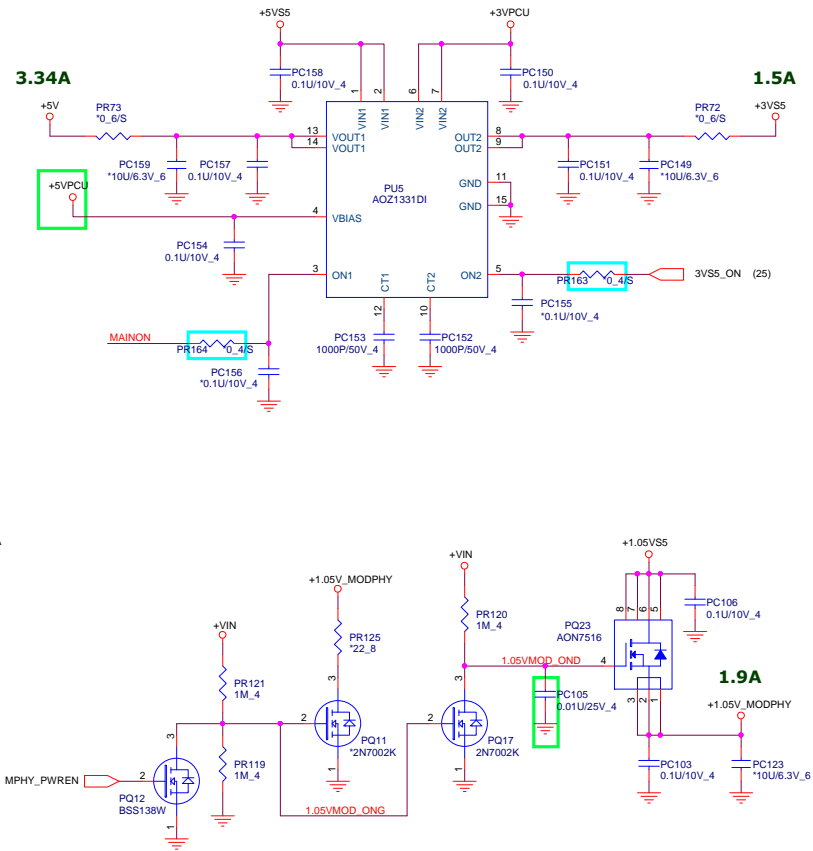 +5VS5
+3VPCU
3.34A
PC158
0.1U/10V_4
PC150
0.1U/10V_4
1.5A
+5V
PR73
*0_6/S
1
2
6
7
VIN1
VIN1
VIN2
VIN2
PR72
*0_6/S
+3VS5
13
14
VOUT1
VOUT1
OUT2
OUT2
8
9
PC159
*10U/6.3V_6
PC157
0.1U/10V_4
PU5
AOZ1331DI
PC151
0.1U/10V_4
PC149
*10U/6.3V_6
GND
11
GND
15
+5VPCU
4
VBIAS
PC154
0.1U/10V_4
3
ON1
ON2
5
CT1
CT2
12
10
PR163
0_4/S
3VS5_ON
(25)
PC155
*0.1U/10V_4
MAINON
PR164
0_4/S
PC156
*0.1U/10V_4
PC153
1000P/50V_4
PC152
1000P/50V_4
+1.05VS5
+VIN
+1.05V_MODPHY
+VIN
PR120
1M_4
PR125
*22_8
PR121
1M_4
PC106
0.1U/10V_4
8
7
6
5
PQ23
AON7516
1.05VMOD_OND
4
3
2
1
1.9A
+1.05V_MODPHY
PC105
0.01U/25V_4
3
2
1
PQ11
*2N7002K
3
2
1
PQ17
2N7002K
PR119
1M_4
MPHY_PWREN
3
2
1
PQ12
BSS138W
1.05VMOD_ONG
PC103
0.1U/10V_4
PC123
*10U/6.3V_6